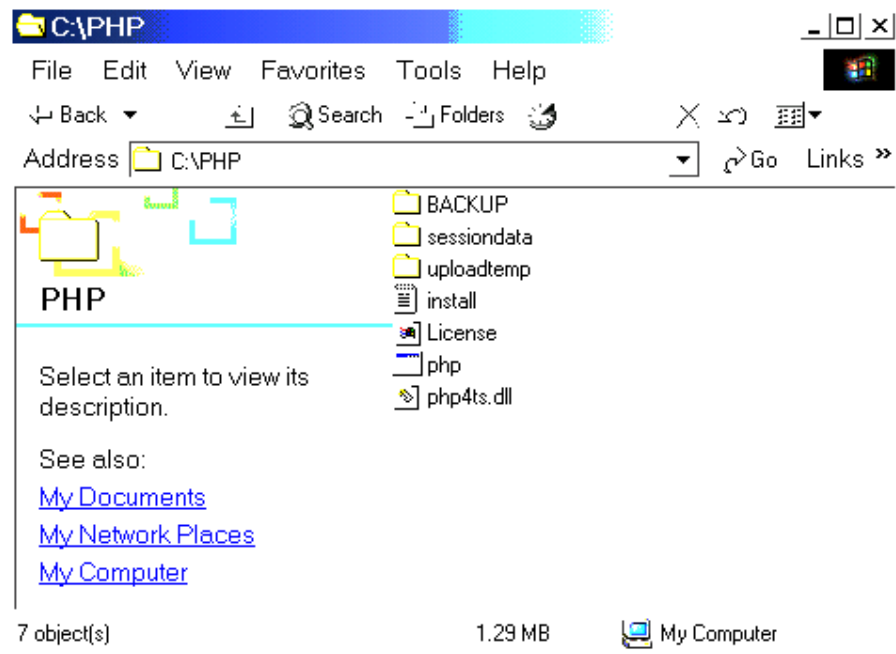 C:\PHP
File Edit View Favorites Tools Help
Back Search Folders
Address C:\PHP Go Links »
BACKUP
sessiondata
uploadtemp
install
License
php
php4ts.dll
PHP
Select an item to view its
description.
See also:
My Documents
My Network Places
My Computer
7 object(s) 1.29 MB My Computer